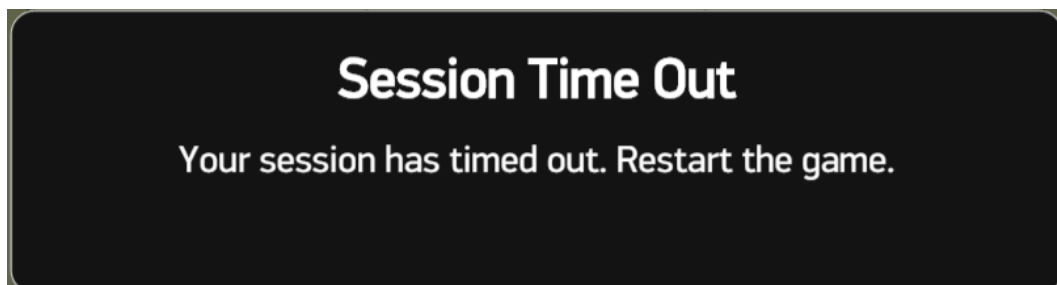 Session Time Out
Your session has timed out. Restart the game.